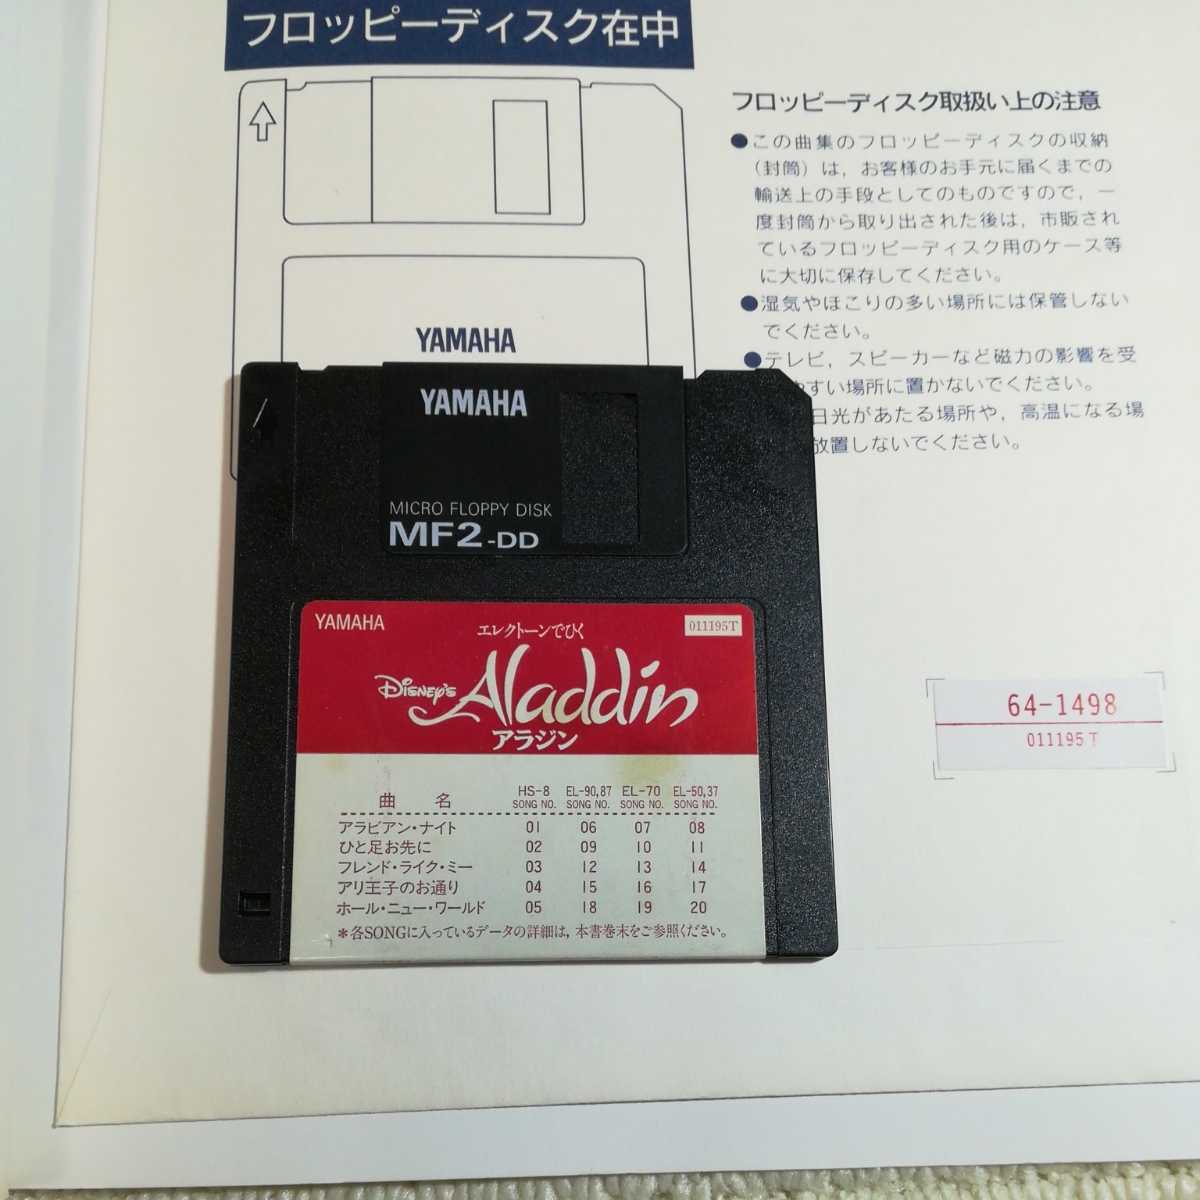 フロッピーディスク在中
フロッピーディスク取扱い上の注意
●この曲集のフロッピーディスクの収納
(封筒)は，お客様のお手元に届くまでの
輸送上の手段としてのものですので，一
度封筒から取り出された後は，市販され
ているフロッピーディスク用のケース等
に大切に保存してください。
●湿気やほこりの多い場所には保管しない
でください。
●テレビ，スピーカーなど磁力の影響を受
やすい場所に置かないでください。
日光があたる場所や，高温になる場
放置しないでください。
YAMAHA
YAMAHA
MICRO FLOPPY DISK
MF2-DD
YAMAHA
エレクトーンでひく
011195T
Disney's Aladdin
アラジン
曲 名 HS-8 SONG NO. EL-90,87 SONG NO. EL-70 SONG NO. EL-50,37 SONG NO.
アラビアン・ナイト 01 06 07 08
ひと足お先に 02 09 10 11
フレンド・ライク・ミー 03 12 13 14
アリ王子のお通り 04 15 16 17
ホール・ニュー・ワールド 05 18 19 20
*各SONGに入っているデータの詳細は，本書巻末をご参照ください。
64-1498
011195T